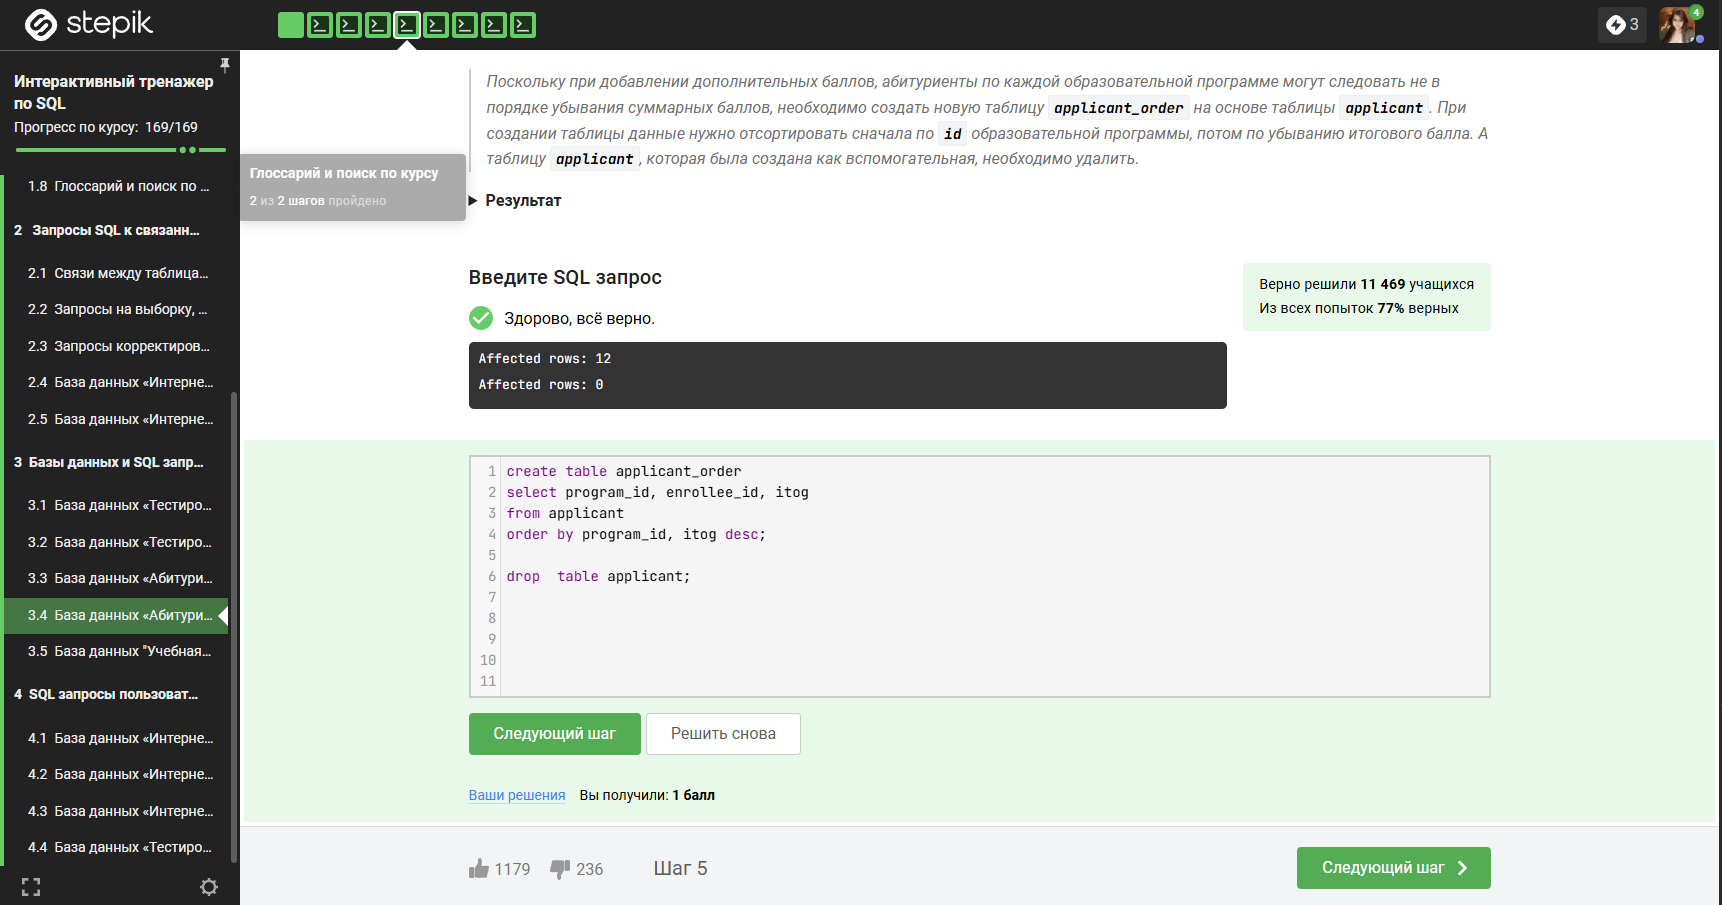 stepik
3
4
Интерактивный тренажер
по SQL
Прогресс по курсу: 169/169
1.8 Глоссарий и поиск по ...
2 Запросы SQL к связанн...
2.1 Связи между таблица...
2.2 Запросы на выборку, ...
2.3 Запросы корректиров...
2.4 База данных «Интерне...
2.5 База данных «Интерне...
3 Базы данных и SQL запр...
3.1 База данных «Тестиро...
3.2 База данных «Тестиро...
3.3 База данных «Абитури...
3.4 База данных «Абитури...
3.5 База данных "Учебная...
4 SQL запросы пользоват...
4.1 База данных «Интерне...
4.2 База данных «Интерне...
4.3 База данных «Интерне...
4.4 База данных «Тестиро...
Глоссарий и поиск по курсу
2 из 2 шагов пройдено
Поскольку при добавлении дополнительных баллов, абитуриенты по каждой образовательной программе могут следовать не в
порядке убывания суммарных баллов, необходимо создать новую таблицу applicant_order на основе таблицы applicant. При
создании таблицы данные нужно отсортировать сначала по id образовательной программы, потом по убыванию итогового балла. А
таблицу applicant, которая была создана как вспомогательная, необходимо удалить.
Результат
Введите SQL запрос
Здорово, всё верно.
Верно решили 11 469 учащихся
Из всех попыток 77% верных
Affected rows: 12
Affected rows: 0
1 create table applicant_order
2 select program_id, enrollee_id, itog
3 from applicant
4 order by program_id, itog desc;
5
6 drop  table applicant;
7
8
9
10
11
Следующий шаг
Решить снова
Ваши решения Вы получили: 1 балл
1179 236 Шаг 5
Следующий шаг